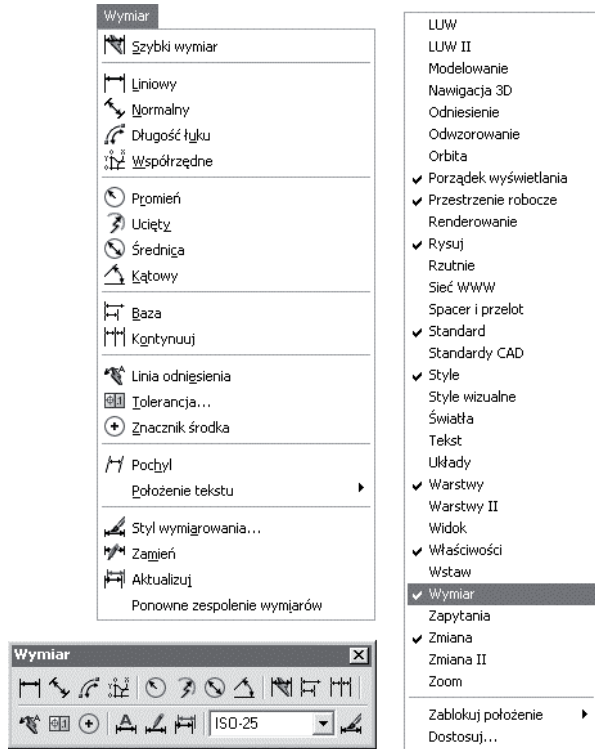 Wymiar
Szybki wymiar
Liniowy
Normalny
Długość łuku
Współrzędne
Promień
Ucięty
Średnica
Kątowy
Baza
Kontynuuj
Linia odniesienia
Tolerancja...
Znacznik środka
Pochyl
Położenie tekstu
Styl wymiarowania...
Zamień
Aktualizuj
Ponowne zespolenie wymiarów
LUW
LUW II
Modelowanie
Nawigacja 3D
Odniesienie
Odwzorowanie
Orbita
Porządek wyświetlania
Przestrzenie robocze
Renderowanie
Rysuj
Rzutnie
Sieć WWW
Spacer i przelot
Standard
Standardy CAD
Style
Style wizualne
Światła
Tekst
Układy
Warstwy
Warstwy II
Widok
Właściwości
Wstaw
Wymiar
Zapytania
Zmiana
Zmiana II
Zoom
Zablokuj położenie
Dostosuj...
Wymiar
ISO-25